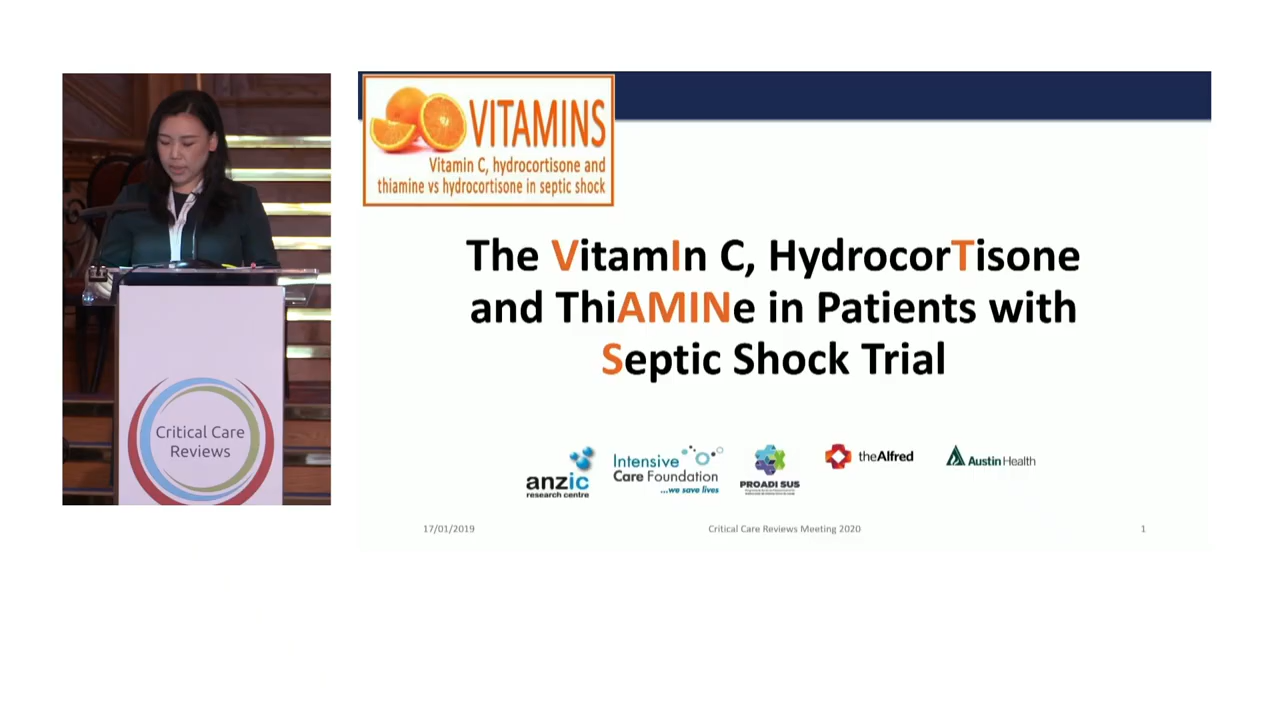 VITAMINS
Vitamin C, hydrocortisone and
thiamine vs hydrocortisone in septic shock
The VitamIn C, HydrocorTisone
and ThiAMINe in Patients with
Septic Shock Trial
anzic
research centre
Intensive
Care Foundation
...we save lives
PROADI SUS
theAlfred
Austin Health
17/01/2019
Critical Care Reviews Meeting 2020
1
Critical Care
Reviews